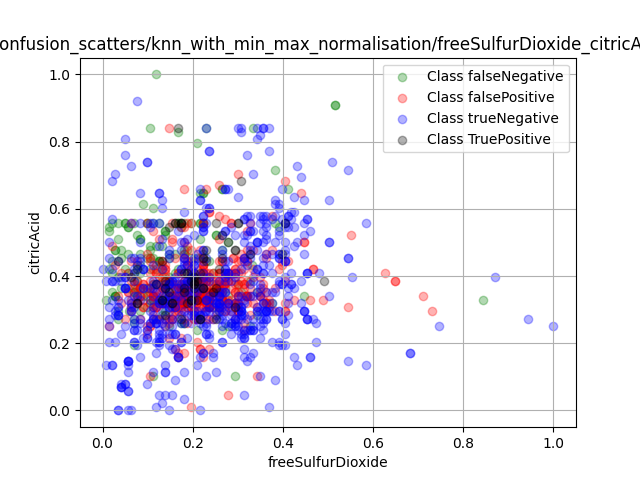 onfusion_scatters/knn_with_min_max_normalisation/freeSulfurDioxide_citricA
Class falseNegative
Class falsePositive
Class trueNegative
Class TruePositive
citricAcid
1.0
0.8
0.6
0.4
0.2
0.0
0.0 0.2 0.4 0.6 0.8 1.0
freeSulfurDioxide